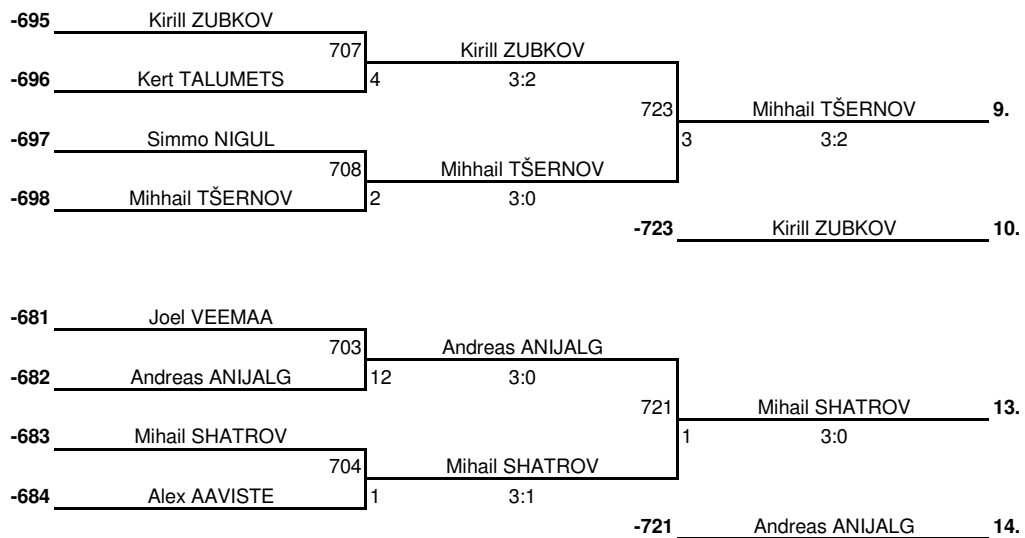 -695 Kirill ZUBKOV
707 Kirill ZUBKOV
-696 Kert TALUMETS 4 3:2
723 Mihhail TŠERNOV 9.
-697 Simmo NIGUL 3 3:2
708 Mihhail TŠERNOV
-698 Mihhail TŠERNOV 2 3:0
-723 Kirill ZUBKOV 10.
-681 Joel VEEMAA
703 Andreas ANIJALG
-682 Andreas ANIJALG 12 3:0
721 Mihail SHATROV 13.
-683 Mihail SHATROV 1 3:0
704 Mihail SHATROV
-684 Alex AAVISTE 1 3:1
-721 Andreas ANIJALG 14.